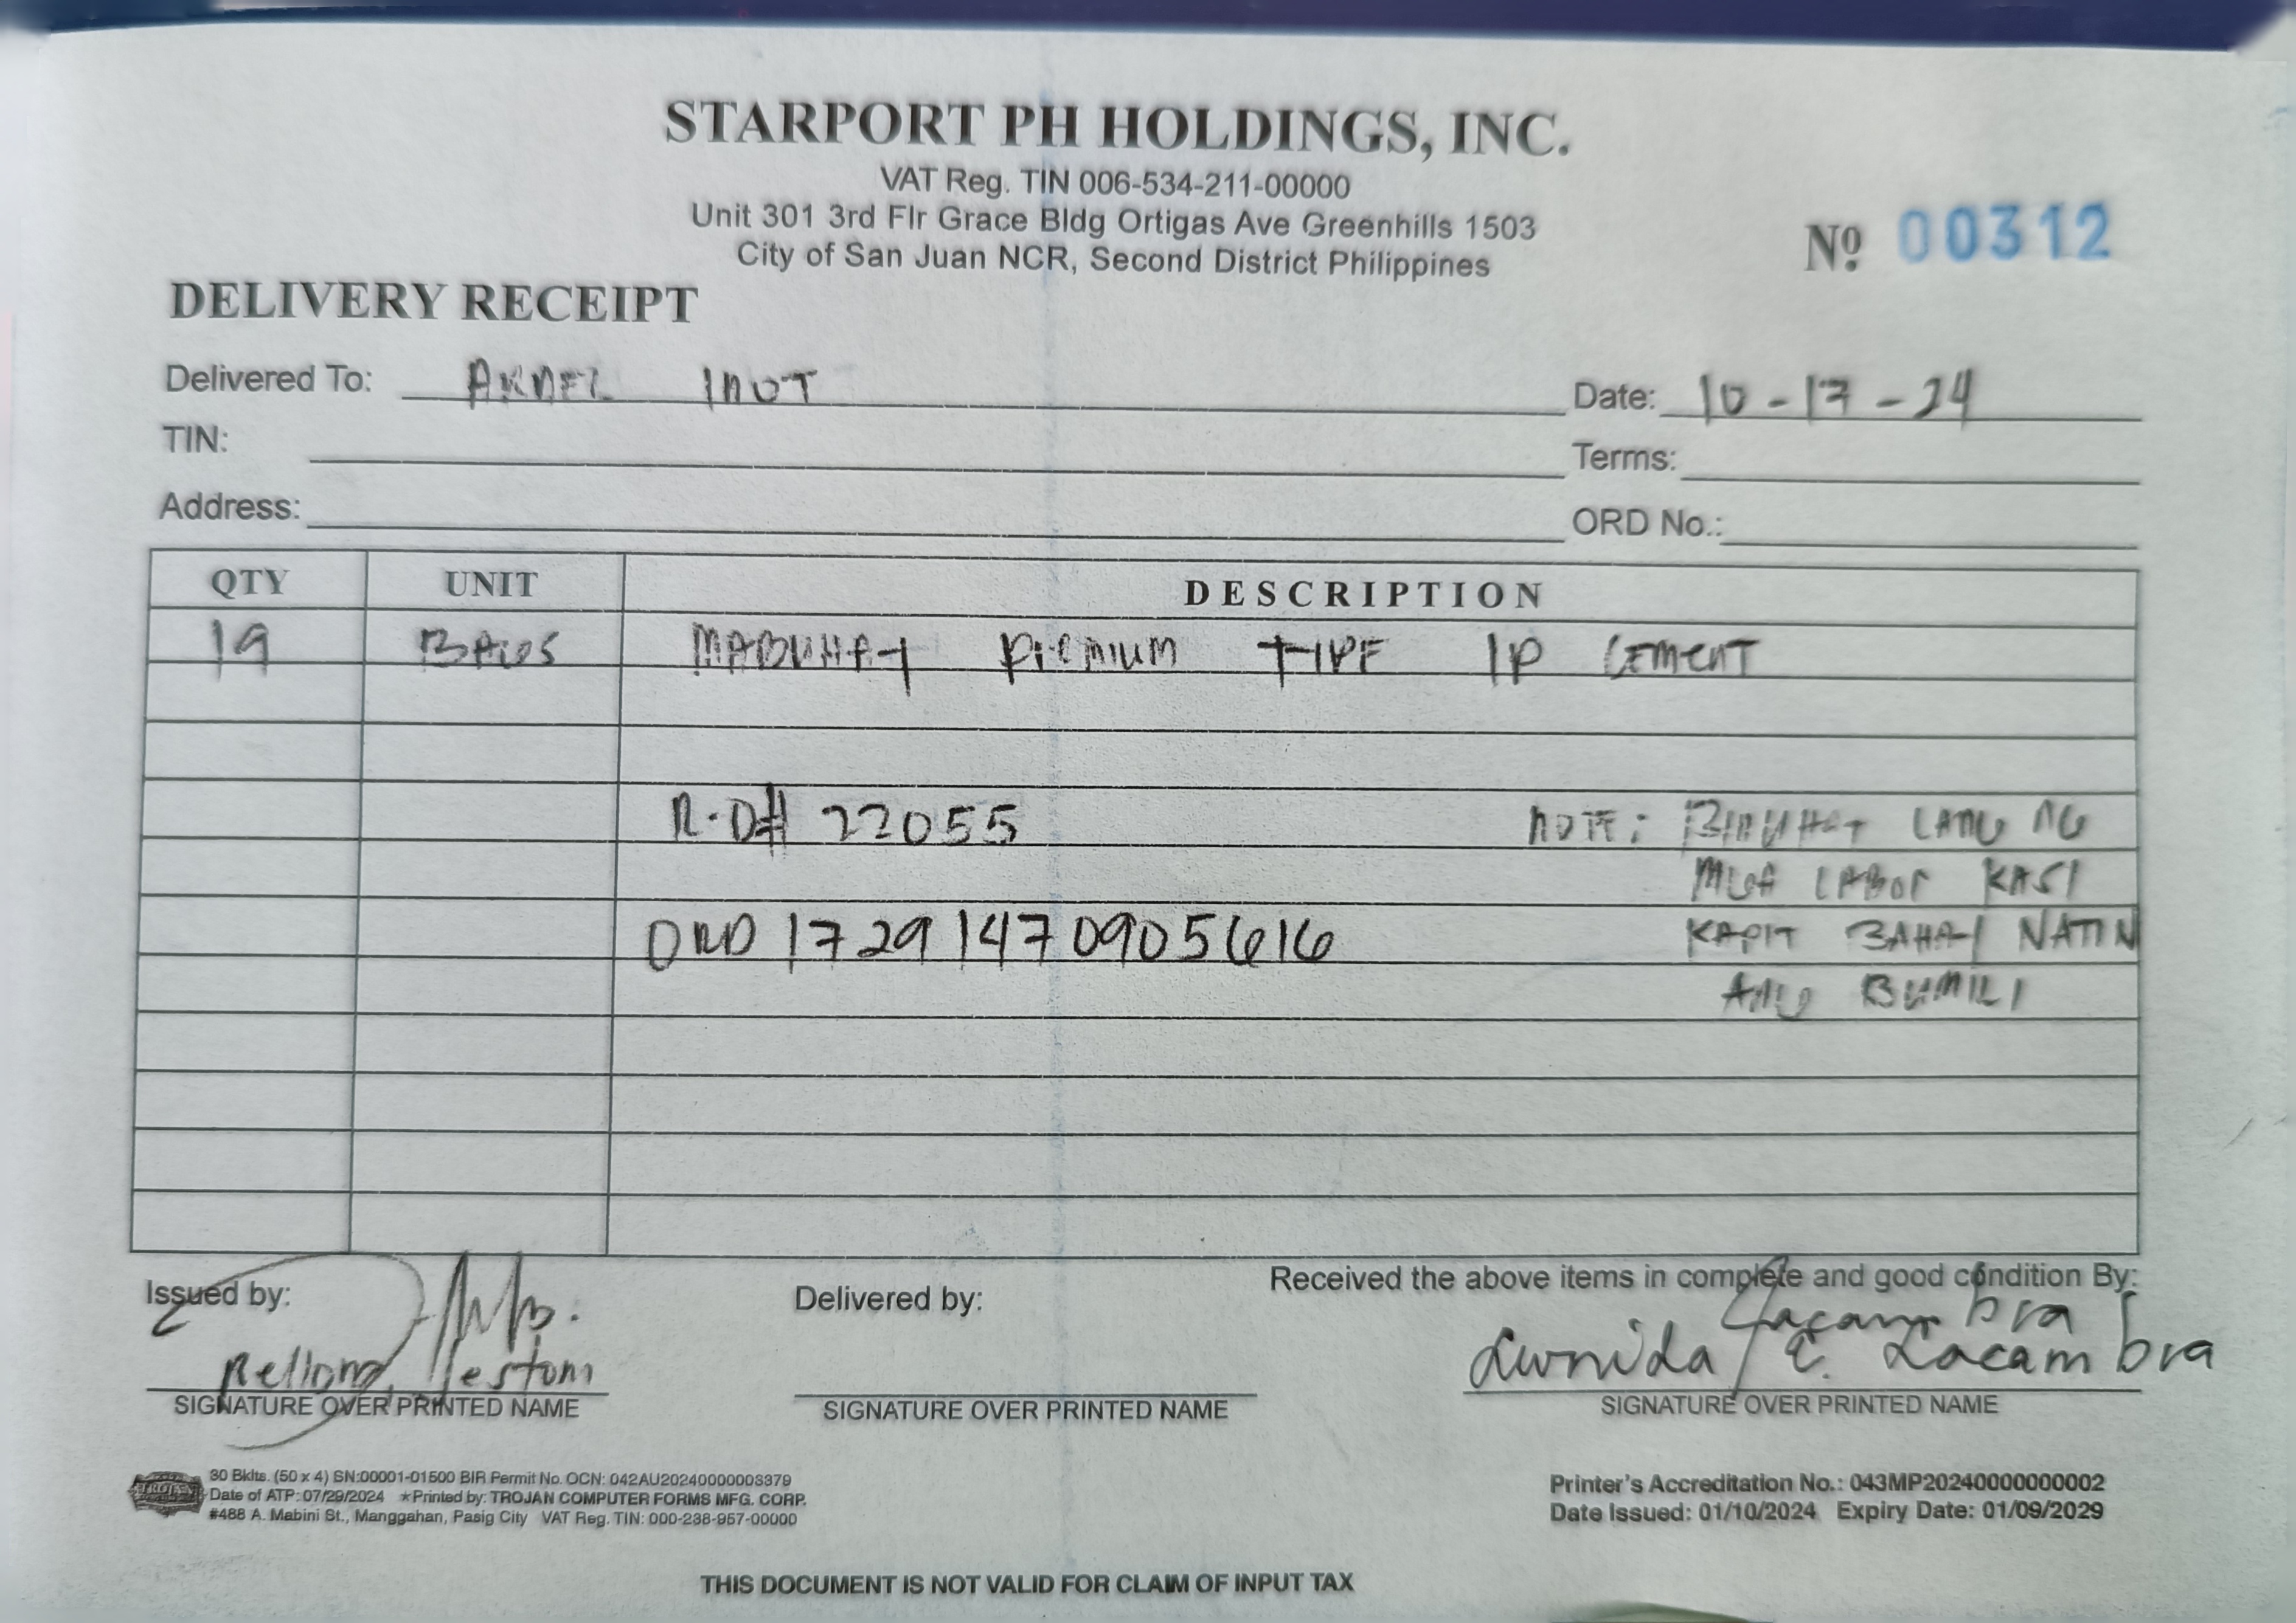 STARPORT PH HOLDINGS, INC.
VAT Reg. TIN 006-534-211-00000
Unit 301 3rd Flr Grace Bldg Ortigas Ave Greenhills 1503
City of San Juan NCR, Second District Philippines
Nº 00312
DELIVERY RECEIPT
Delivered To: ARNEL INOT
Date: 10-17-24
TIN:
Terms:
Address:
ORD No.:
QTY UNIT DESCRIPTION
19 BAGS MABUHAY PREMIUM TYPE 1P CEMENT
R.O# 22055 NOTE: BINUHAT LANG NG
MGA LABOR KASI
ORD 17291470905616 KAPIT BAHAY NATIN
ANG BUMILI
Issued by:
Delivered by:
Received the above items in complete and good condition By:
Lacambra
E. Lacambra
SIGNATURE OVER PRINTED NAME
SIGNATURE OVER PRINTED NAME
SIGNATURE OVER PRINTED NAME
TROJAN
30 Bklts. (50 x 4) SN:00001-01500 BIR Permit No. OCN: 042AU20240000003379
Date of ATP: 07/29/2024 ★Printed by: TROJAN COMPUTER FORMS MFG. CORP.
#488 A. Mabini St., Manggahan, Pasig City VAT Reg. TIN: 000-238-957-00000
Printer's Accreditation No.: 043MP20240000000002
Date Issued: 01/10/2024 Expiry Date: 01/09/2029
THIS DOCUMENT IS NOT VALID FOR CLAIM OF INPUT TAX